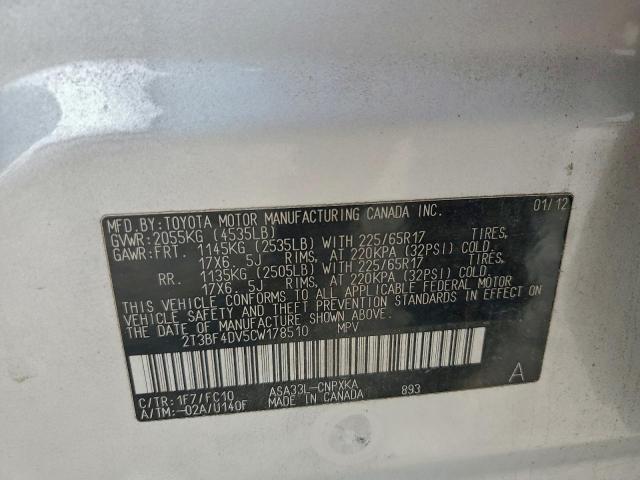 MFD.BY:TOYOTA MOTOR MANUFACTURING CANADA INC. 01/12
GVWR:2055KG (4535LB)
GAWR:FRT. 1145KG (2535LB) WITH 225/65R17 TIRES,
17X6.5J RIMS, AT 220KPA (32PSI) COLD.
RR. 1135KG (2505LB) WITH 225/65R17 TIRES,
17X6.5J RIMS, AT 220KPA (32PSI) COLD.
THIS VEHICLE CONFORMS TO ALL APPLICABLE FEDERAL MOTOR
VEHICLE SAFETY AND THEFT PREVENTION STANDARDS IN EFFECT ON
THE DATE OF MANUFACTURE SHOWN ABOVE.
2T3BF4DV5CW178510 MPV
C/TR:1F7/FC10 ASA33L-CNPXKA 893 A
A/TM:-02A/U140F MADE IN CANADA